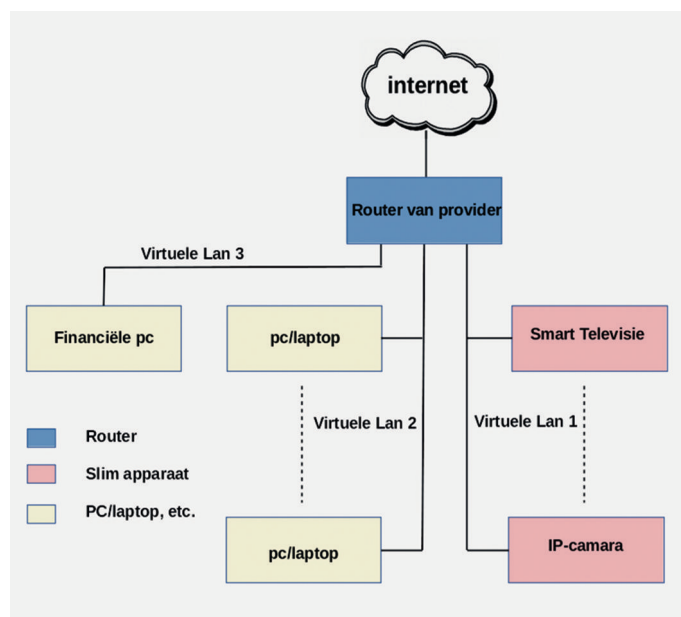 internet
Router van provider
Virtuele Lan 3
Financiële pc
pc/laptop
Smart Televisie
Virtuele Lan 2
Virtuele Lan 1
Router
Slim apparaat
PC/laptop, etc.
pc/laptop
IP-camara